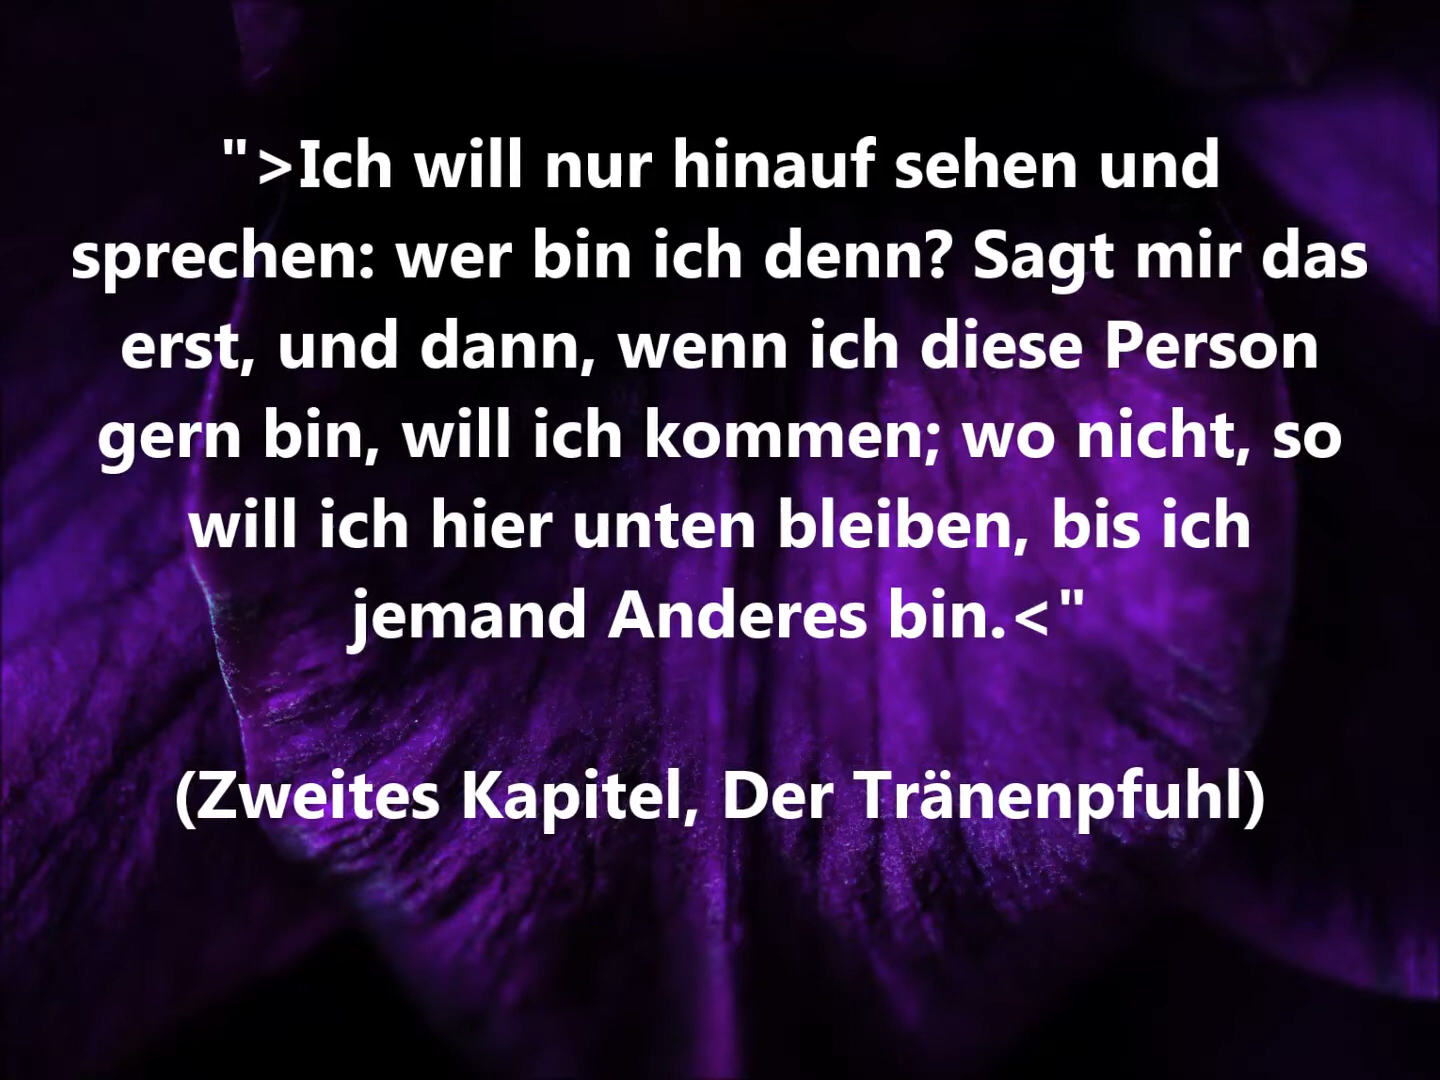 ">Ich will nur hinauf sehen und
sprechen: wer bin ich denn? Sagt mir das
erst, und dann, wenn ich diese Person
gern bin, will ich kommen; wo nicht, so
will ich hier unten bleiben, bis ich
jemand Anderes bin.<"
(Zweites Kapitel, Der Tränenpfuhl)